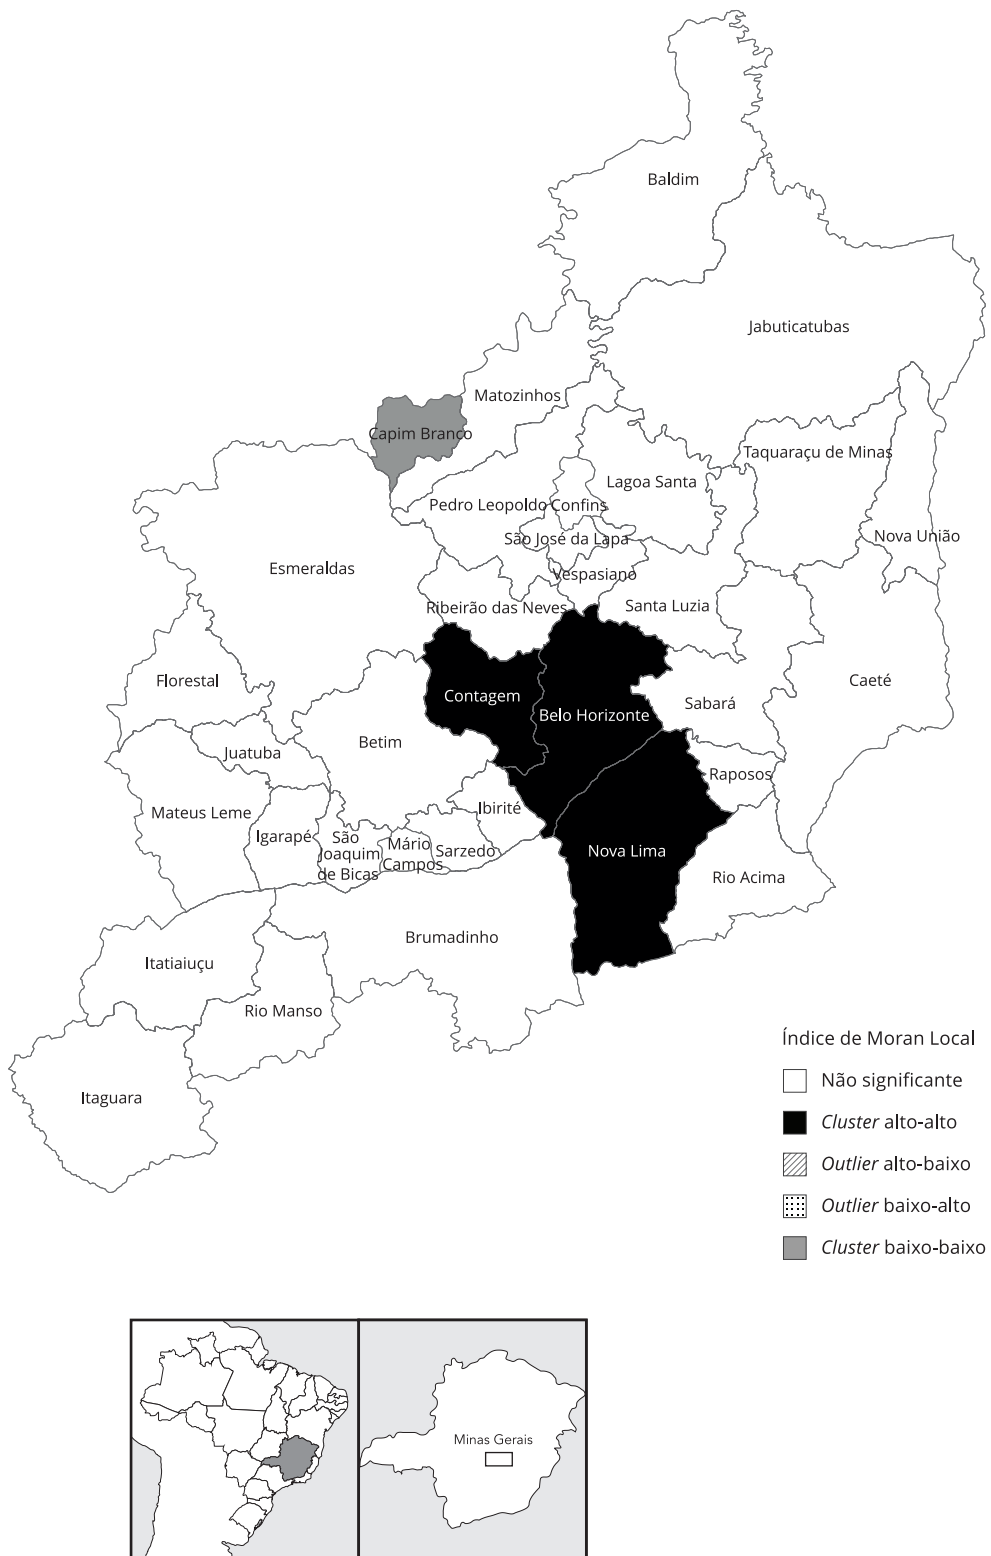 Baldim
Jabuticatubas
Matozinhos
Capim Branco
Taquaraçu de Minas
Lagoa Santa
Pedro Leopoldo
Confins
Nova União
São José da Lapa
Esmeraldas
Vespasiano
Ribeirão das Neves
Santa Luzia
Florestal
Caeté
Contagem
Sabará
Belo Horizonte
Betim
Juatuba
Raposos
Mateus Leme
Ibirité
Igarapé
São
Joaquim
de Bicas
Mário
Campos
Sarzedo
Nova Lima
Rio Acima
Brumadinho
Itatiaiuçu
Rio Manso
Itaguara
Índice de Moran Local
Não significante
Cluster alto-alto
Outlier alto-baixo
Outlier baixo-alto
Cluster baixo-baixo
Minas Gerais